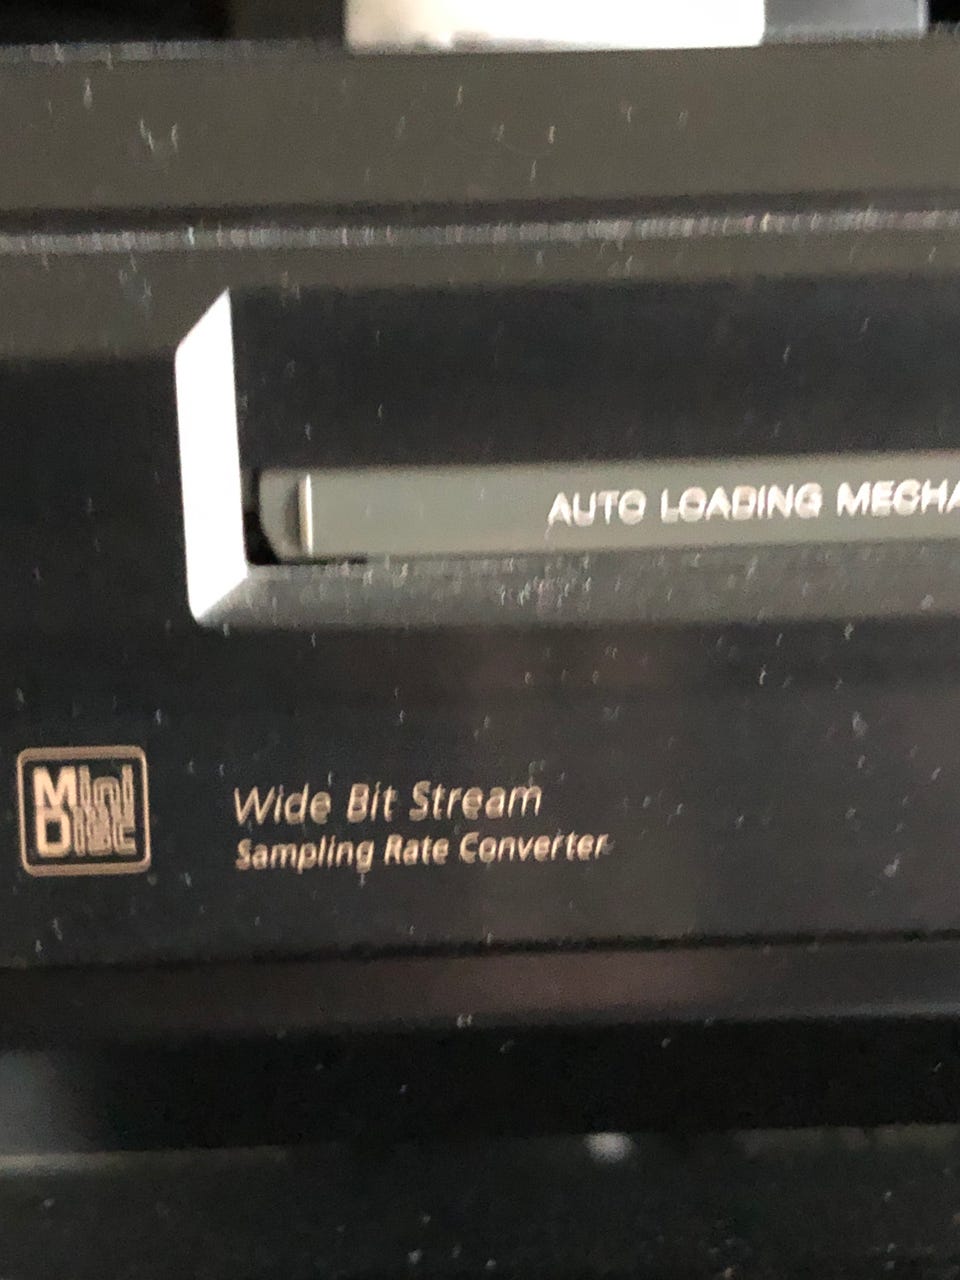 AUTO LOADING MECHA
Mini
Disc
Wide Bit Stream
Sampling Rate Converter